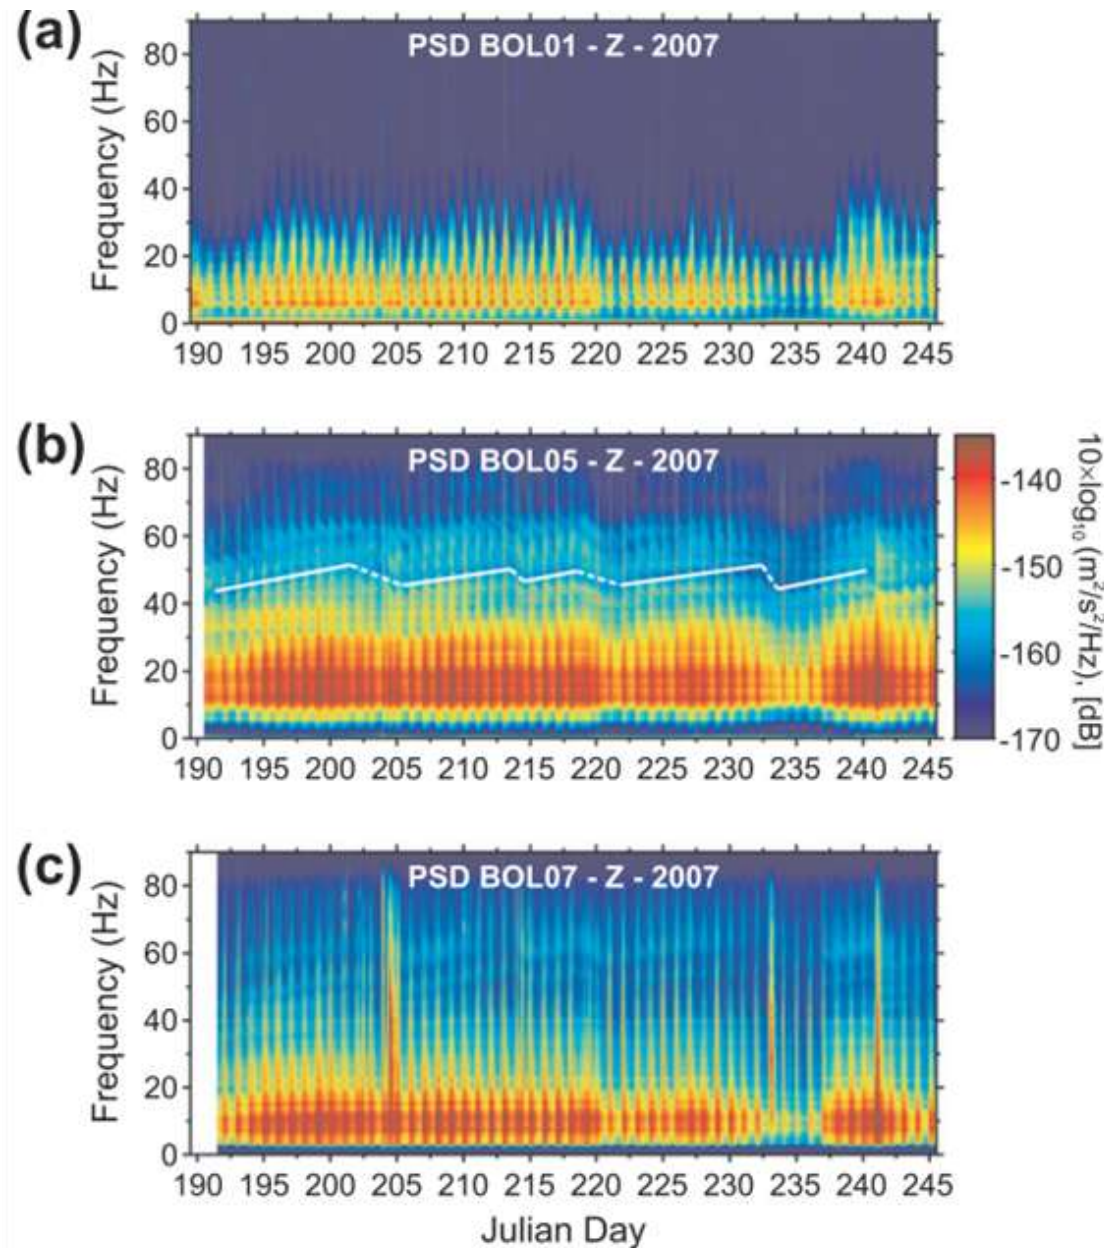 (a)
PSD BOL01 - Z - 2007
Frequency (Hz)
80
60
40
20
0
190 195 200 205 210 215 220 225 230 235 240 245
(b)
PSD BOL05 - Z - 2007
Frequency (Hz)
80
60
40
20
0
190 195 200 205 210 215 220 225 230 235 240 245
-140
-150
-160
-170
10×log₁₀ (m²/s²/Hz), [dB]
(c)
PSD BOL07 - Z - 2007
Frequency (Hz)
80
60
40
20
0
190 195 200 205 210 215 220 225 230 235 240 245
Julian Day